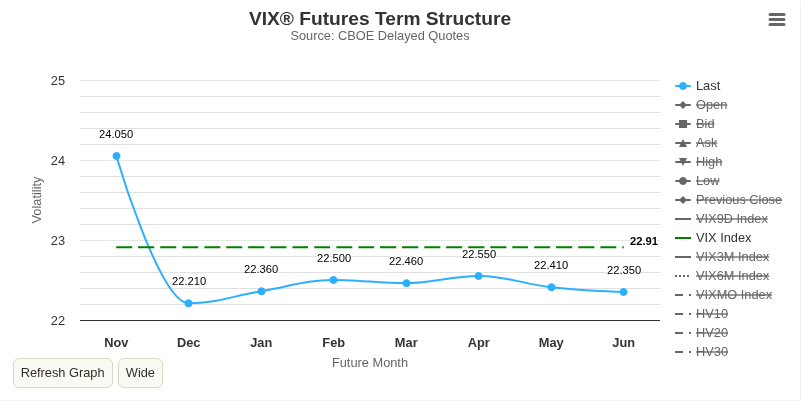 VIX® Futures Term Structure
Source: CBOE Delayed Quotes
25
24
23
22
Volatility
24.050
22.210
22.360
22.500
22.460
22.550
22.410
22.350
22.91
Nov
Dec
Jan
Feb
Mar
Apr
May
Jun
Future Month
Last
Open
Bid
Ask
High
Low
Previous Close
VIX9D Index
VIX Index
VIX3M Index
VIX6M Index
VIXMO Index
HV10
HV20
HV30
Refresh Graph
Wide